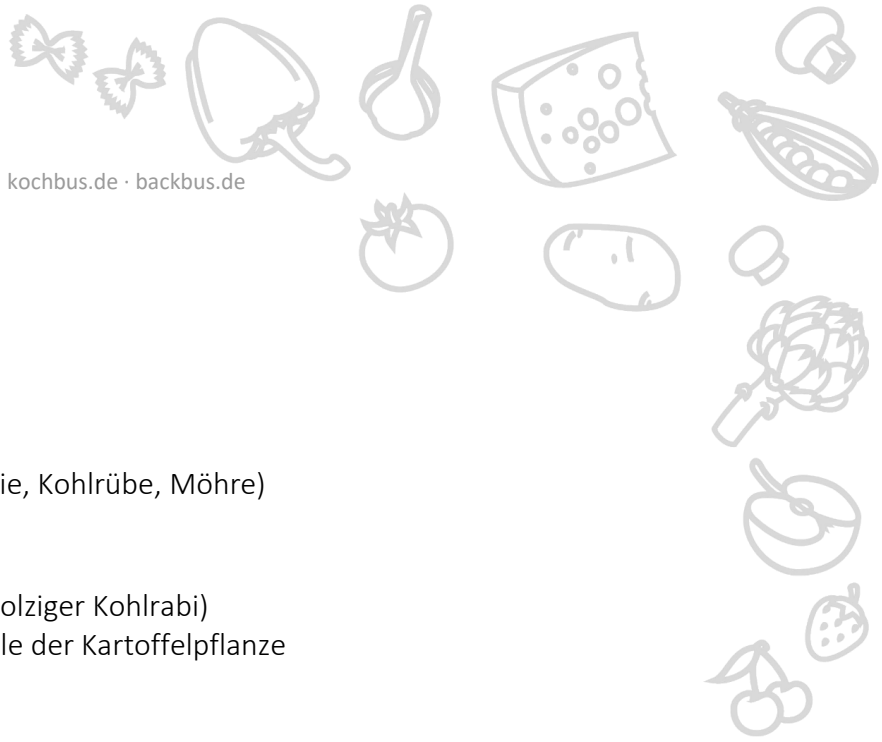 kochbus.de · backbus.de
ie, Kohlrübe, Möhre)
olziger Kohlrabi)
le der Kartoffelpflanze